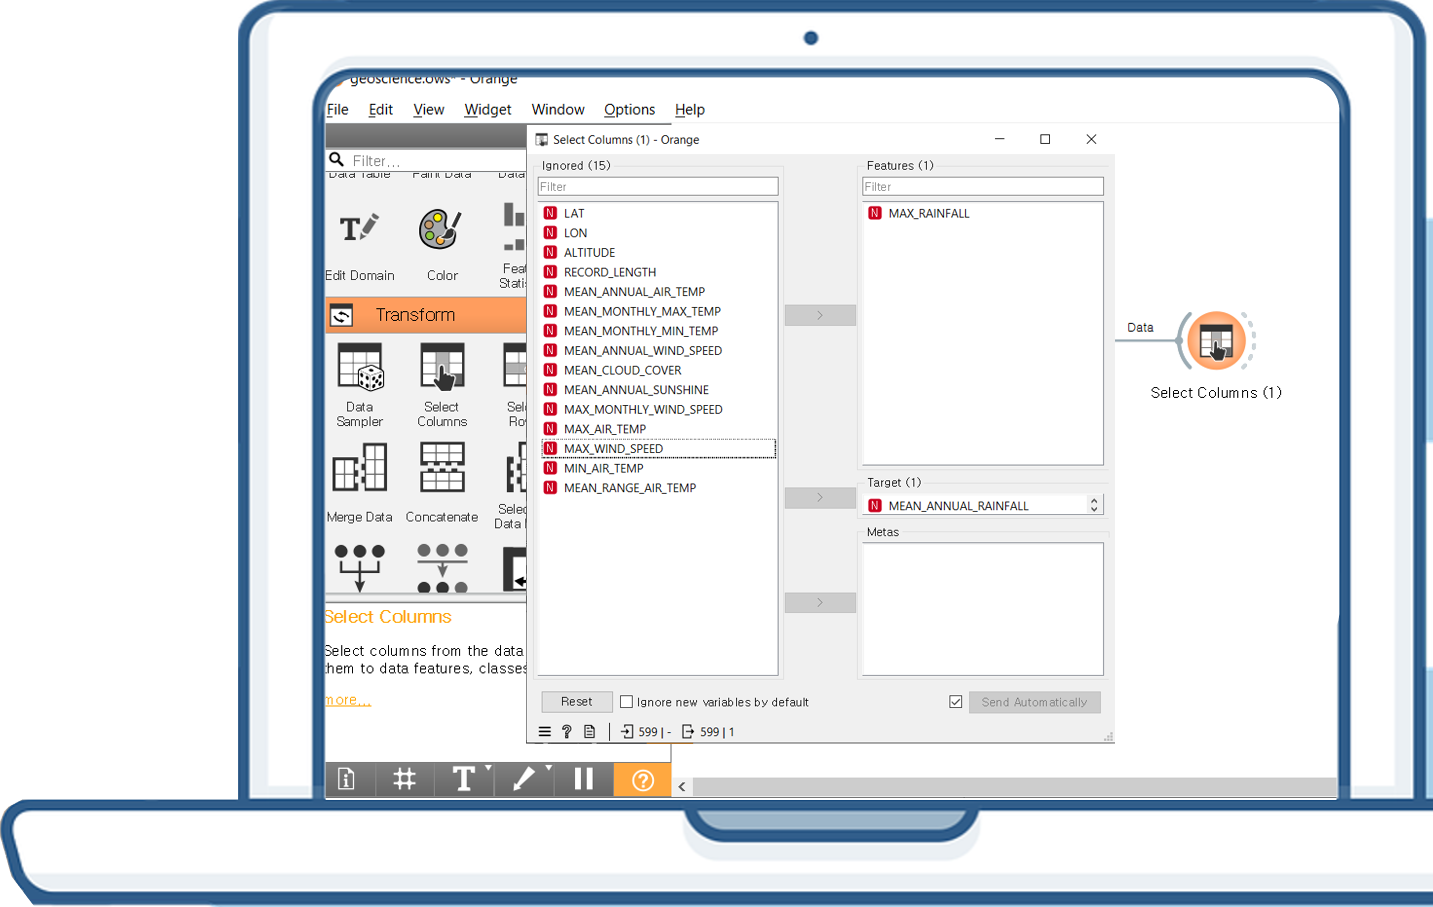 geoscience.ows* - Orange
File Edit View Widget Window Options Help
Filter...
Data Table Paint Data Data
Edit Domain
Color
Feat
Statis
Transform
Data
Sampler
Select
Columns
Sel
Ro
Merge Data
Concatenate
Selec
Data
Select Columns
Select columns from the data
them to data features, classes
more...
Select Columns (1) - Orange
Ignored (15)
Filter
N LAT
N LON
N ALTITUDE
N RECORD_LENGTH
N MEAN_ANNUAL_AIR_TEMP
N MEAN_MONTHLY_MAX_TEMP
N MEAN_MONTHLY_MIN_TEMP
N MEAN_ANNUAL_WIND_SPEED
N MEAN_CLOUD_COVER
N MEAN_ANNUAL_SUNSHINE
N MAX_MONTHLY_WIND_SPEED
N MAX_AIR_TEMP
N MAX_WIND_SPEED
N MIN_AIR_TEMP
N MEAN_RANGE_AIR_TEMP
>
>
>
Features (1)
Filter
N MAX_RAINFALL
Target (1)
N MEAN_ANNUAL_RAINFALL
Metas
Reset
Ignore new variables by default
Send Automatically
? 599 | - 599 | 1
Data
Select Columns (1)
T ?